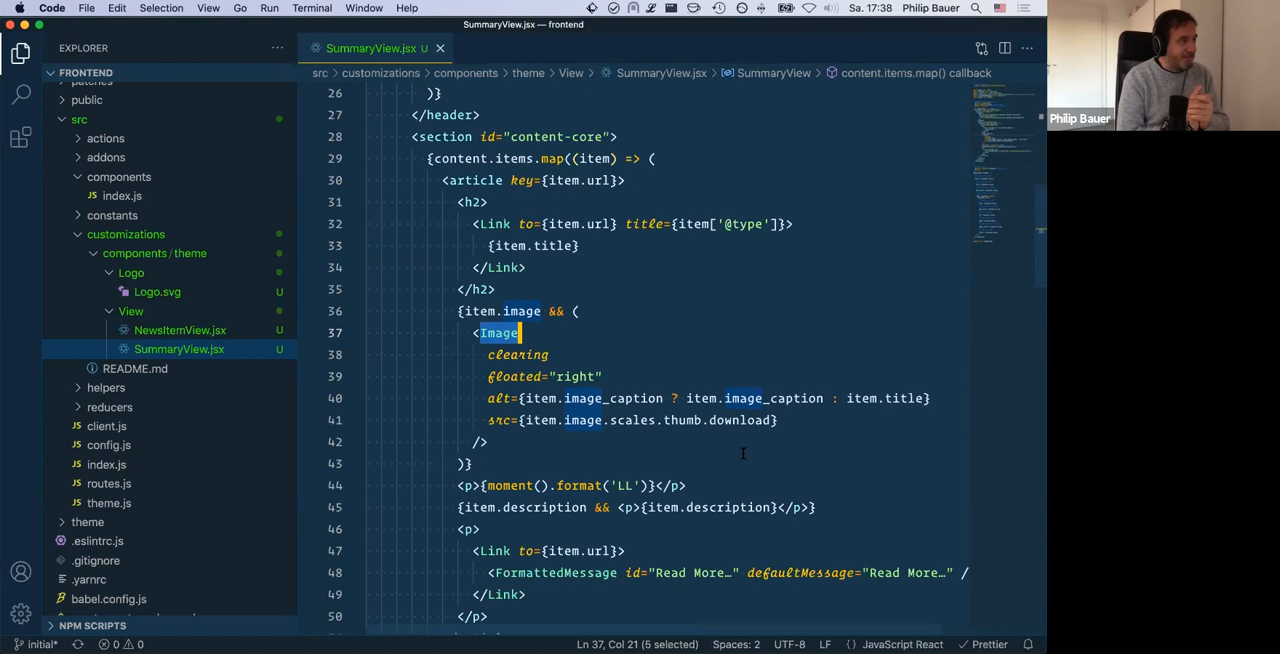 Code File Edit Selection View Go Run Terminal Window Help Sa. 17:38 Philip Bauer
SummaryView.jsx — frontend
EXPLORER
SummaryView.jsx U
FRONTEND
src > customizations > components > theme > View > SummaryView.jsx > SummaryView > content.items.map() callback
patches
public
src
actions
addons
components
index.js
constants
customizations
components / theme
Logo
Logo.svg U
View
NewsItemView.jsx U
SummaryView.jsx U
README.md
helpers
reducers
client.js
config.js
index.js
routes.js
theme.js
theme
.eslintrc.js
.gitignore
.yarnrc
babel.config.js
NPM SCRIPTS
26 )}
27 </header>
28 <section id="content-core">
29 {content.items.map((item) => (
30 <article key={item.url}>
31 <h2>
32 <Link to={item.url} title={item['@type']}>
33 {item.title}
34 </Link>
35 </h2>
36 {item.image && (
37 <Image
38 clearing
39 floated="right"
40 alt={item.image_caption ? item.image_caption : item.title}
41 src={item.image.scales.thumb.download}
42 />
43 )}
44 <p>{moment().format('LL')}</p>
45 {item.description && <p>{item.description}</p>}
46 <p>
47 <Link to={item.url}>
48 <FormattedMessage id="Read More…" defaultMessage="Read More…" /
49 </Link>
50 </p>
Philip Bauer
initial* 0 0 Ln 37, Col 21 (5 selected) Spaces: 2 UTF-8 LF {} JavaScript React Prettier